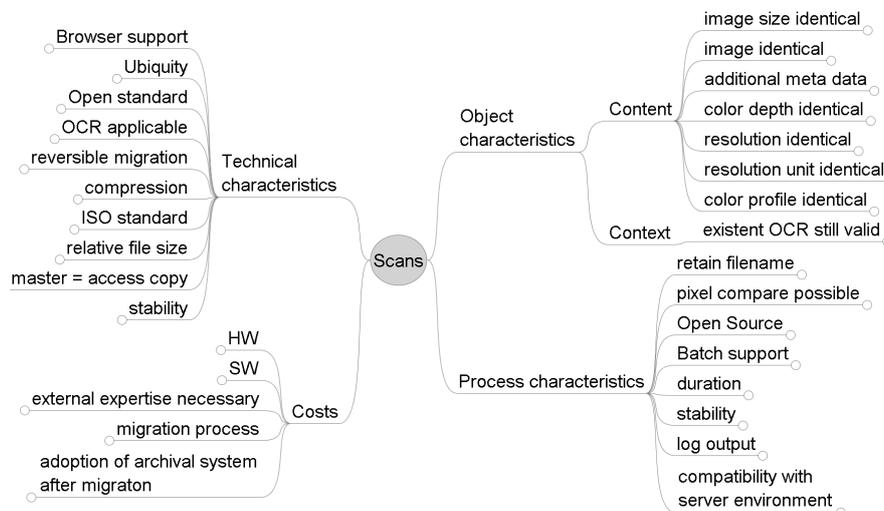 Scans
Technical
characteristics
Browser support
Ubiquity
Open standard
OCR applicable
reversible migration
compression
ISO standard
relative file size
master = access copy
stability
Costs
HW
SW
external expertise necessary
migration process
adoption of archival system
after migraton
Object
characteristics
Content
image size identical
image identical
additional meta data
color depth identical
resolution identical
resolution unit identical
color profile identical
Context
existent OCR still valid
Process characteristics
retain filename
pixel compare possible
Open Source
Batch support
duration
stability
log output
compatibility with
server environment